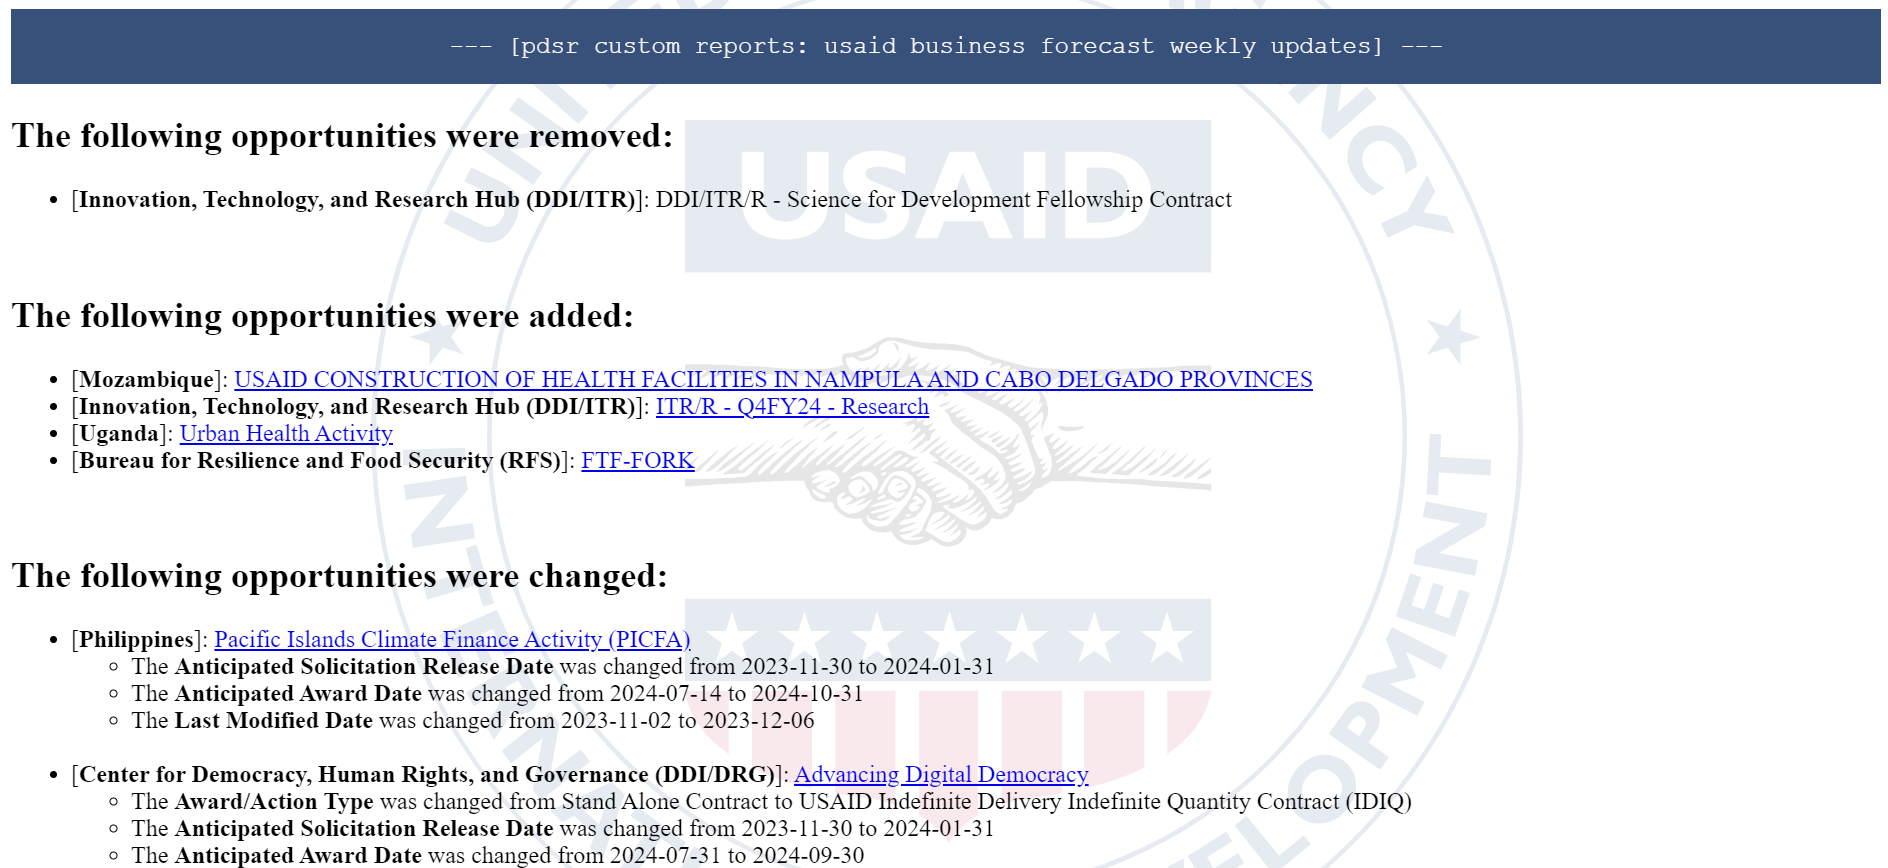 --- [pdsr custom reports: usaid business forecast weekly updates] ---
The following opportunities were removed:
[Innovation, Technology, and Research Hub (DDI/ITR)]: DDI/ITR/R - Science for Development Fellowship Contract
The following opportunities were added:
[Mozambique]: USAID CONSTRUCTION OF HEALTH FACILITIES IN NAMPULA AND CABO DELGADO PROVINCES
[Innovation, Technology, and Research Hub (DDI/ITR)]: ITR/R - Q4FY24 - Research
[Uganda]: Urban Health Activity
[Bureau for Resilience and Food Security (RFS)]: FTF-FORK
The following opportunities were changed:
[Philippines]: Pacific Islands Climate Finance Activity (PICFA)
The Anticipated Solicitation Release Date was changed from 2023-11-30 to 2024-01-31
The Anticipated Award Date was changed from 2024-07-14 to 2024-10-31
The Last Modified Date was changed from 2023-11-02 to 2023-12-06
[Center for Democracy, Human Rights, and Governance (DDI/DRG)]: Advancing Digital Democracy
The Award/Action Type was changed from Stand Alone Contract to USAID Indefinite Delivery Indefinite Quantity Contract (IDIQ)
The Anticipated Solicitation Release Date was changed from 2023-11-30 to 2024-01-31
The Anticipated Award Date was changed from 2024-07-31 to 2024-09-30
USAID